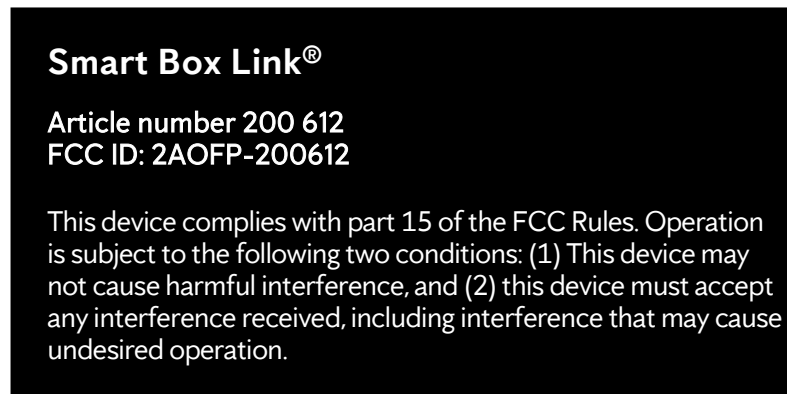 Smart Box Link®
Article number 200 612
FCC ID: 2AOFP-200612
This device complies with part 15 of the FCC Rules. Operation
is subject to the following two conditions: (1) This device may
not cause harmful interference, and (2) this device must accept
any interference received, including interference that may cause
undesired operation.